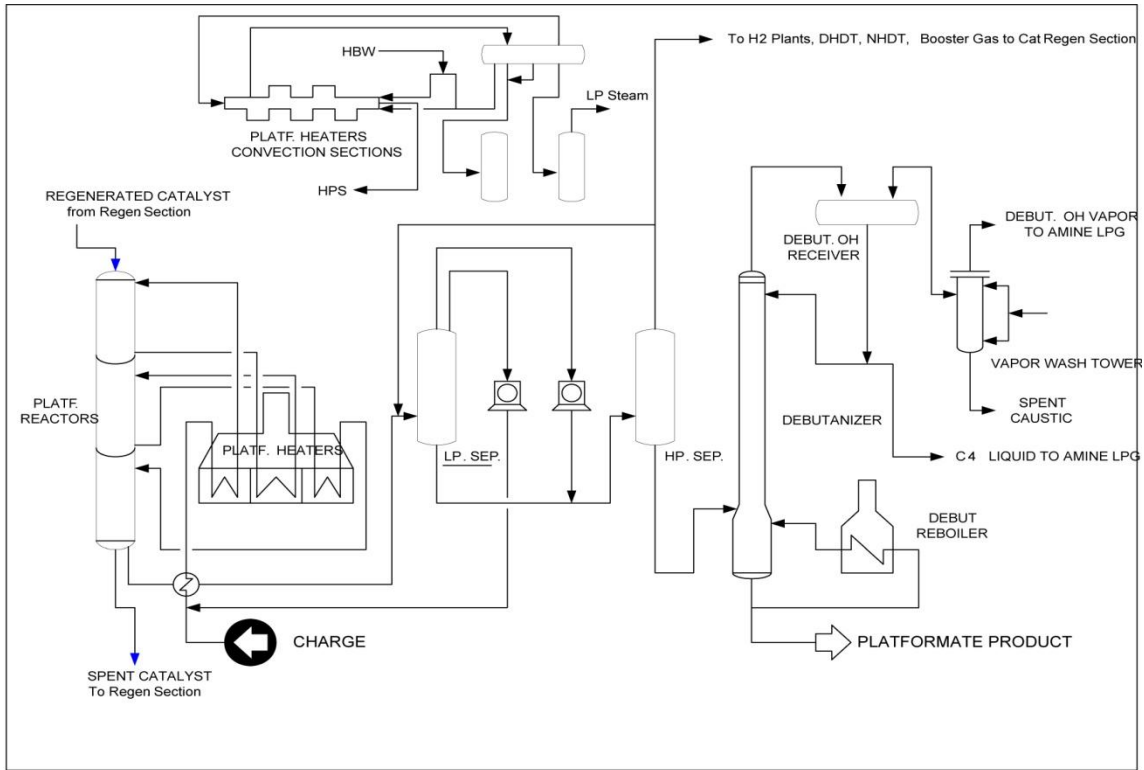 To H2 Plants, DHDT, NHDT, Booster Gas to Cat Regen Section
HBW
LP Steam
PLATF. HEATERS
CONVECTION SECTIONS
HPS
REGENERATED CATALYST
from Regen Section
DEBUT. OH
RECEIVER
DEBUT. OH VAPOR
TO AMINE LPG
VAPOR WASH TOWER
SPENT
CAUSTIC
PLATF.
REACTORS
PLATF. HEATERS
LP. SEP.
HP. SEP.
DEBUTANIZER
C4 LIQUID TO AMINE LPG
DEBUT
REBOILER
CHARGE
PLATFORMATE PRODUCT
SPENT CATALYST
To Regen Section